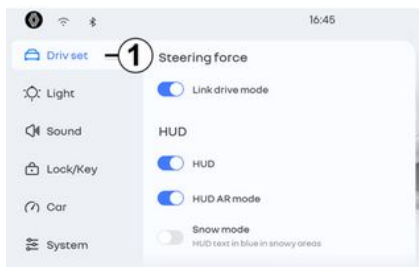 16:45
Driv set
1
Steering force
Link drive mode
Light
Sound
HUD
Lock/Key
HUD
Car
HUD AR mode
System
Snow mode
HUD text in blue in snowy areas